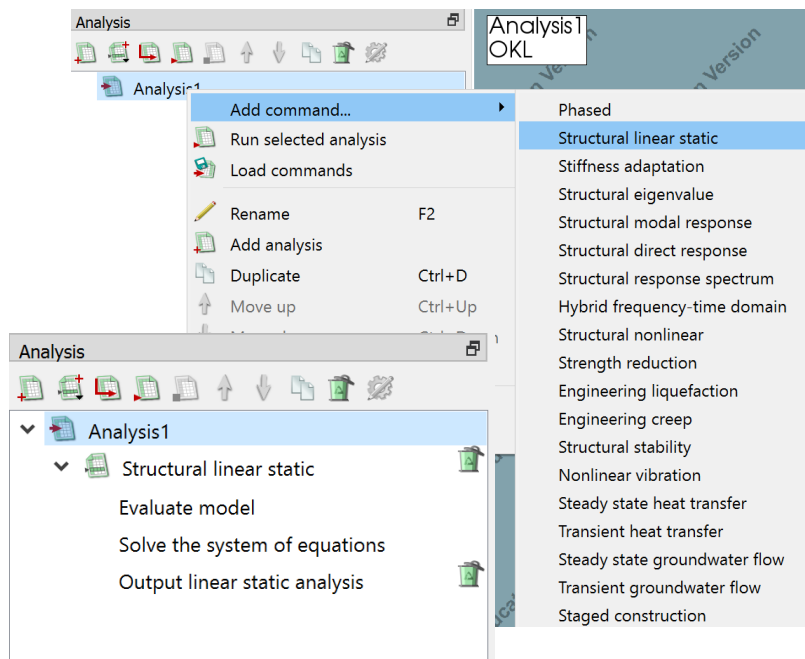 Analysis
Analysis1
OKL
Version
Analysis1
Add command...
Run selected analysis
Load commands
Rename F2
Add analysis
Duplicate Ctrl+D
Move up Ctrl+Up
Phased
Structural linear static
Stiffness adaptation
Structural eigenvalue
Structural modal response
Structural direct response
Structural response spectrum
Hybrid frequency-time domain
Structural nonlinear
Strength reduction
Engineering liquefaction
Engineering creep
Structural stability
Nonlinear vibration
Steady state heat transfer
Transient heat transfer
Steady state groundwater flow
Transient groundwater flow
Staged construction
Analysis
Analysis1
Structural linear static
Evaluate model
Solve the system of equations
Output linear static analysis